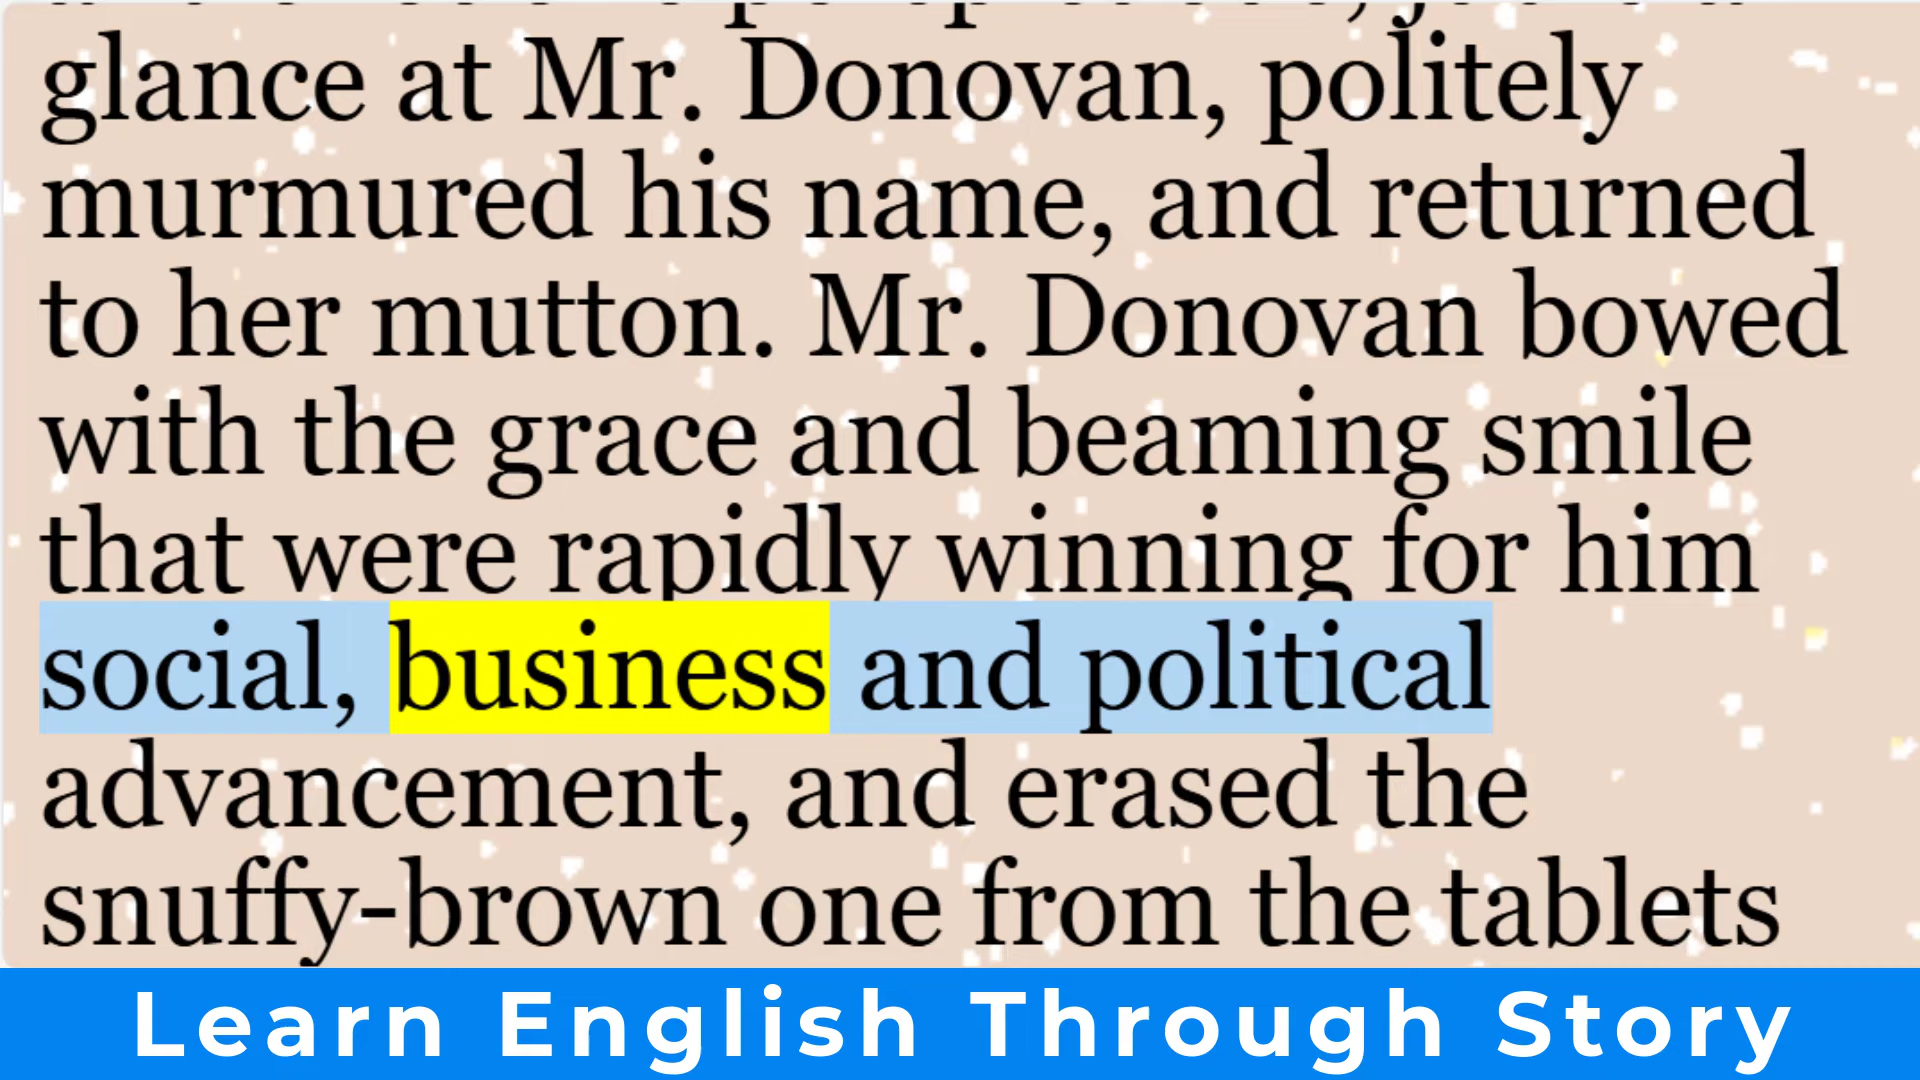 glance at Mr. Donovan, politely
murmured his name, and returned
to her mutton. Mr. Donovan bowed
with the grace and beaming smile
that were rapidly winning for him
social, business and political
advancement, and erased the
snuffy-brown one from the tablets
Learn English Through Story